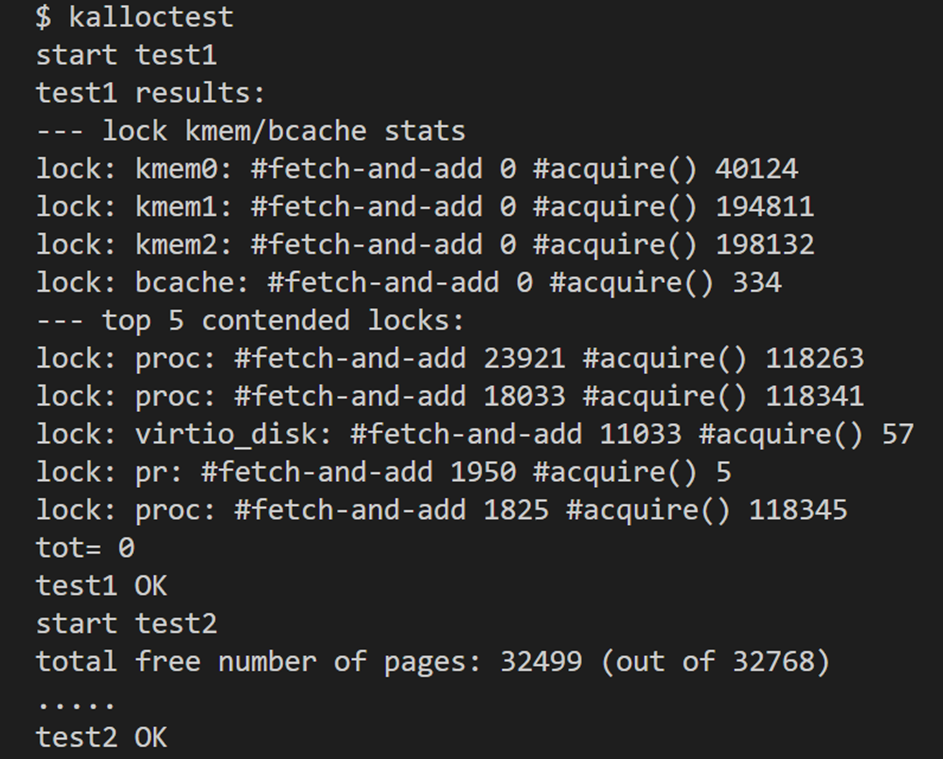 $ kalloctest
start test1
test1 results:
--- lock kmem/bcache stats
lock: kmem0: #fetch-and-add 0 #acquire() 40124
lock: kmem1: #fetch-and-add 0 #acquire() 194811
lock: kmem2: #fetch-and-add 0 #acquire() 198132
lock: bcache: #fetch-and-add 0 #acquire() 334
--- top 5 contended locks:
lock: proc: #fetch-and-add 23921 #acquire() 118263
lock: proc: #fetch-and-add 18033 #acquire() 118341
lock: virtio_disk: #fetch-and-add 11033 #acquire() 57
lock: pr: #fetch-and-add 1950 #acquire() 5
lock: proc: #fetch-and-add 1825 #acquire() 118345
tot= 0
test1 OK
start test2
total free number of pages: 32499 (out of 32768)
.....
test2 OK